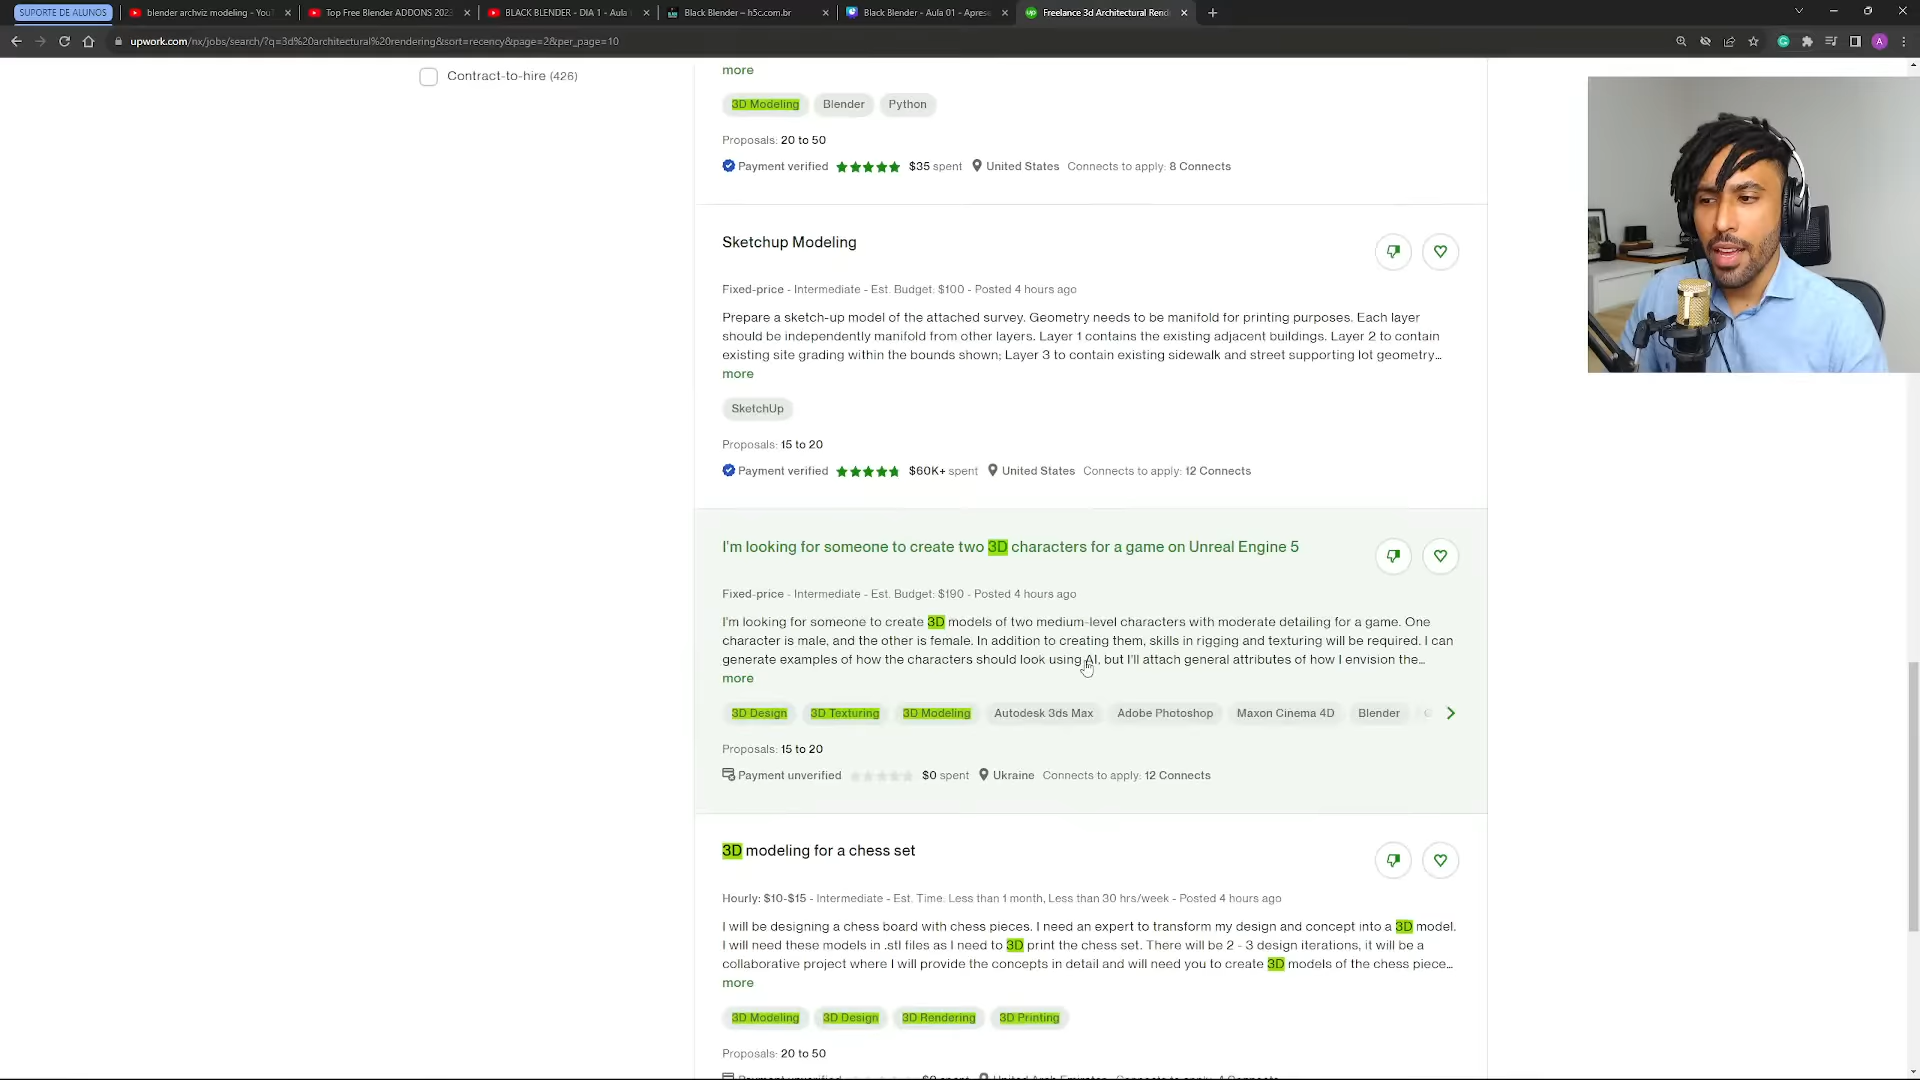 SUPORTE DE ALUNOS
blender archviz modeling - You
Top Free Blender ADDONS 2023
BLACK BLENDER - DIA 1 - Aula
Black Blender – h5c.com.br
Black Blender - Aula 01 - Aprese
Freelance 3d Architectural Rend
upwork.com/nx/jobs/search/?q=3d%20architectural%20rendering&sort=recency&page=2&per_page=10
Contract-to-hire (426)
more
3D Modeling Blender Python
Proposals: 20 to 50
Payment verified $35 spent United States Connects to apply: 8 Connects
Sketchup Modeling
Fixed-price - Intermediate - Est. Budget: $100 - Posted 4 hours ago
Prepare a sketch-up model of the attached survey. Geometry needs to be manifold for printing purposes. Each layer
should be independently manifold from other layers. Layer 1 contains the existing adjacent buildings. Layer 2 to contain
existing site grading within the bounds shown; Layer 3 to contain existing sidewalk and street supporting lot geometry…
more
SketchUp
Proposals: 15 to 20
Payment verified $60K+ spent United States Connects to apply: 12 Connects
I'm looking for someone to create two 3D characters for a game on Unreal Engine 5
Fixed-price - Intermediate - Est. Budget: $190 - Posted 4 hours ago
I'm looking for someone to create 3D models of two medium-level characters with moderate detailing for a game. One
character is male, and the other is female. In addition to creating them, skills in rigging and texturing will be required. I can
generate examples of how the characters should look using AI, but I'll attach general attributes of how I envision the…
more
3D Design 3D Texturing 3D Modeling Autodesk 3ds Max Adobe Photoshop Maxon Cinema 4D Blender
Proposals: 15 to 20
Payment unverified $0 spent Ukraine Connects to apply: 12 Connects
3D modeling for a chess set
Hourly: $10-$15 - Intermediate - Est. Time: Less than 1 month, Less than 30 hrs/week - Posted 4 hours ago
I will be designing a chess board with chess pieces. I need an expert to transform my design and concept into a 3D model.
I will need these models in .stl files as I need to 3D print the chess set. There will be 2 - 3 design iterations, it will be a
collaborative project where I will provide the concepts in detail and will need you to create 3D models of the chess piece…
more
3D Modeling 3D Design 3D Rendering 3D Printing
Proposals: 20 to 50